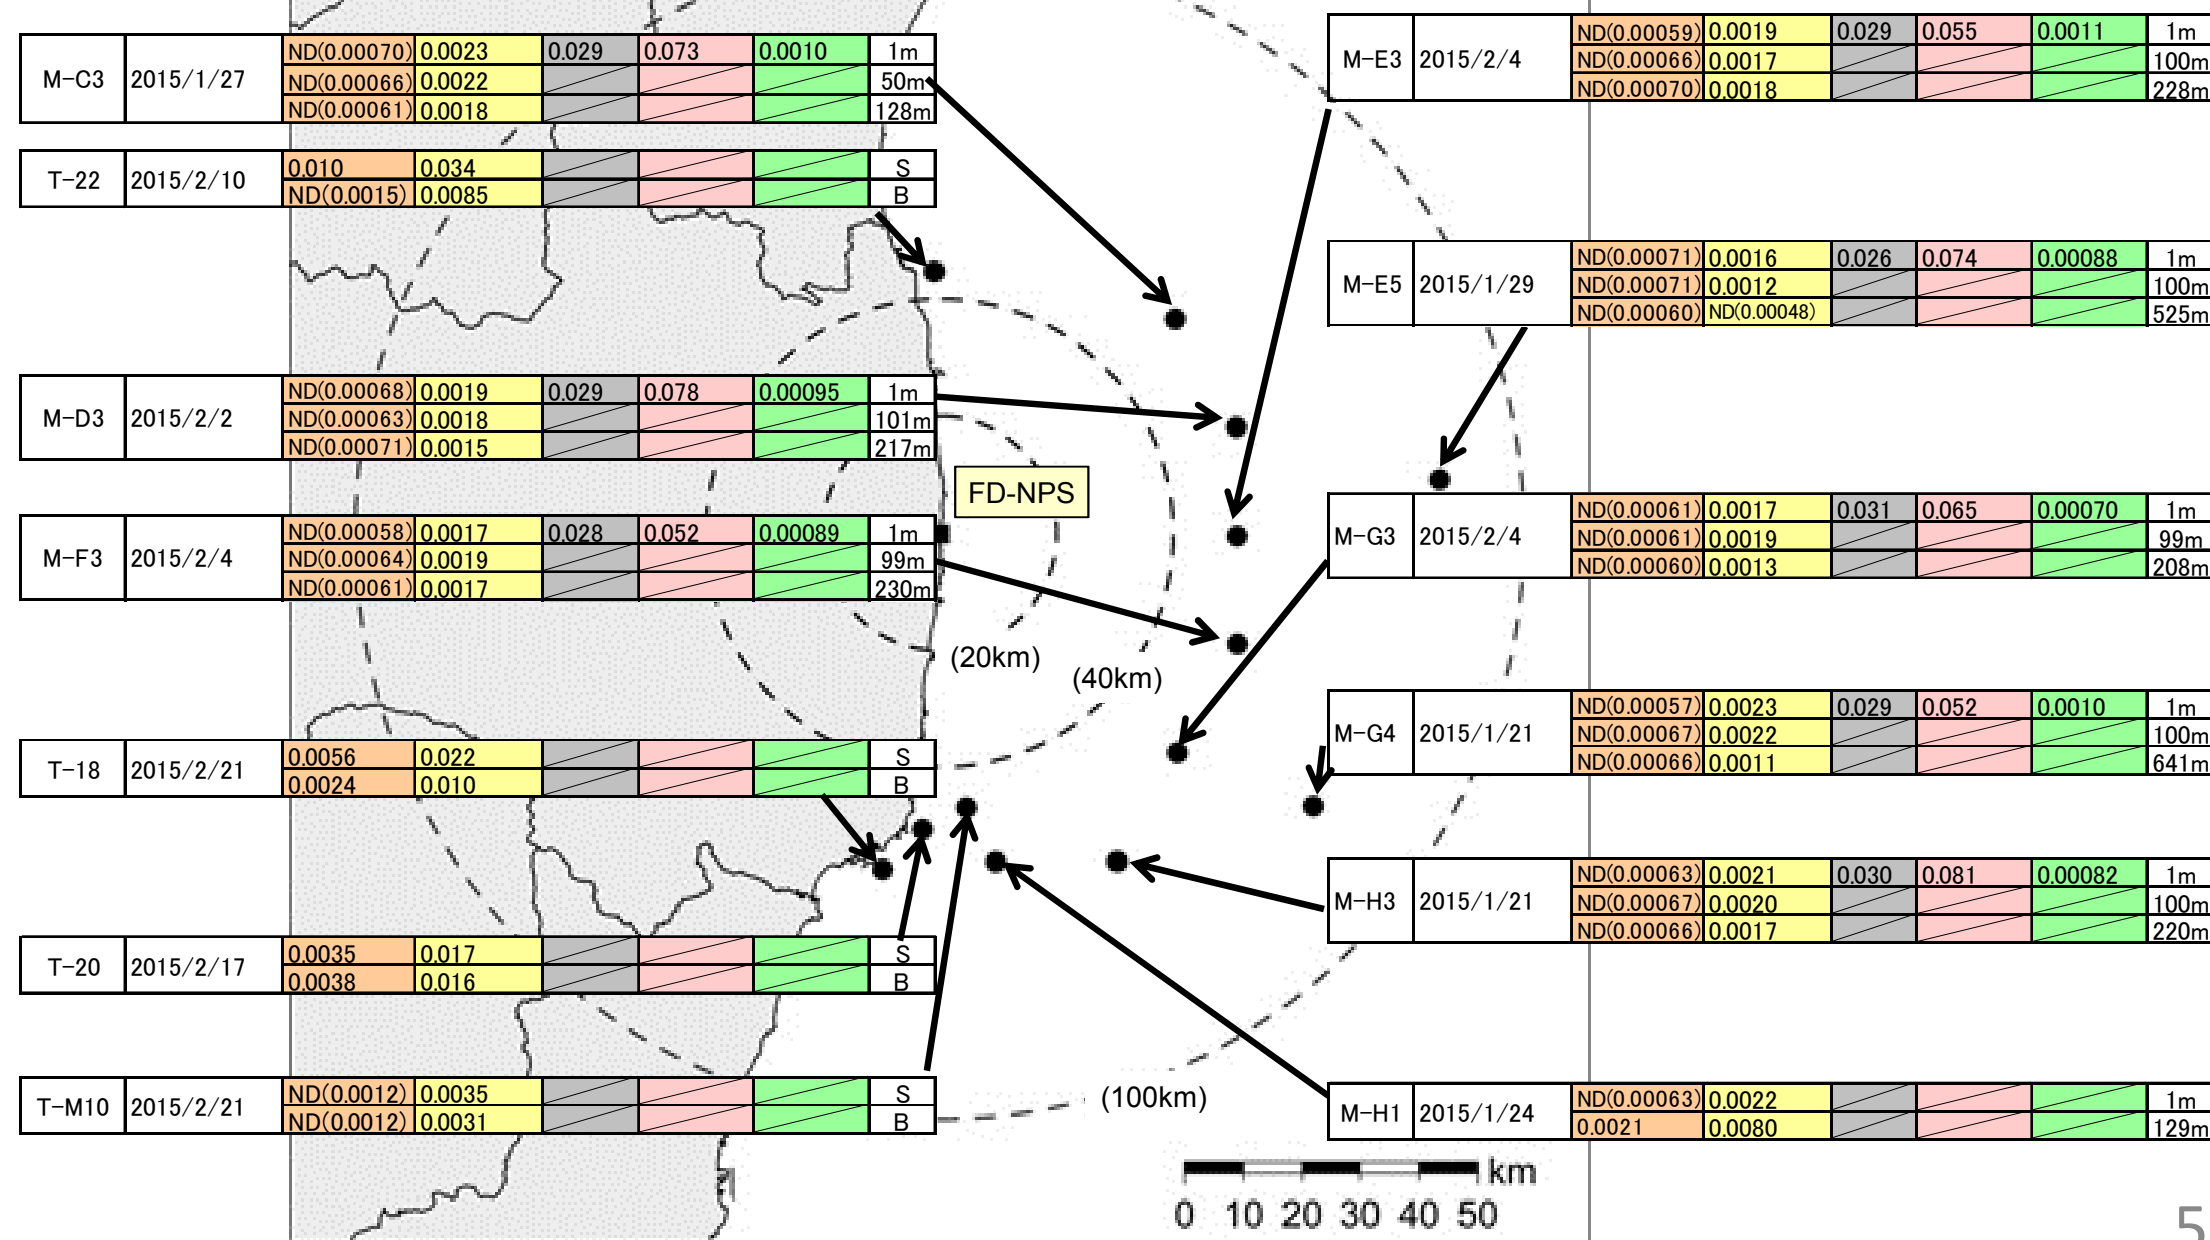 M-C3 2015/1/27 ND(0.00070) 0.0023 0.029 0.073 0.0010 1m
ND(0.00066) 0.0022 50m
ND(0.00061) 0.0018 128m
T-22 2015/2/10 0.010 0.034 S
ND(0.0015) 0.0085 B
M-D3 2015/2/2 ND(0.00068) 0.0019 0.029 0.078 0.00095 1m
ND(0.00063) 0.0018 101m
ND(0.00071) 0.0015 217m
M-F3 2015/2/4 ND(0.00058) 0.0017 0.028 0.052 0.00089 1m
ND(0.00064) 0.0019 99m
ND(0.00061) 0.0017 230m
T-18 2015/2/21 0.0056 0.022 S
0.0024 0.010 B
T-20 2015/2/17 0.0035 0.017 S
0.0038 0.016 B
T-M10 2015/2/21 ND(0.0012) 0.0035 S
ND(0.0012) 0.0031 B
FD-NPS
(20km)
(40km)
(100km)
M-E3 2015/2/4 ND(0.00059) 0.0019 0.029 0.055 0.0011 1m
ND(0.00066) 0.0017 100m
ND(0.00070) 0.0018 228m
M-E5 2015/1/29 ND(0.00071) 0.0016 0.026 0.074 0.00088 1m
ND(0.00071) 0.0012 100m
ND(0.00060) ND(0.00048) 525m
M-G3 2015/2/4 ND(0.00061) 0.0017 0.031 0.065 0.00070 1m
ND(0.00061) 0.0019 99m
ND(0.00060) 0.0013 208m
M-G4 2015/1/21 ND(0.00057) 0.0023 0.029 0.052 0.0010 1m
ND(0.00067) 0.0022 100m
ND(0.00066) 0.0011 641m
M-H3 2015/1/21 ND(0.00063) 0.0021 0.030 0.081 0.00082 1m
ND(0.00067) 0.0020 100m
ND(0.00066) 0.0017 220m
M-H1 2015/1/24 ND(0.00063) 0.0022 1m
0.0021 0.0080 129m
km
0 10 20 30 40 50
5